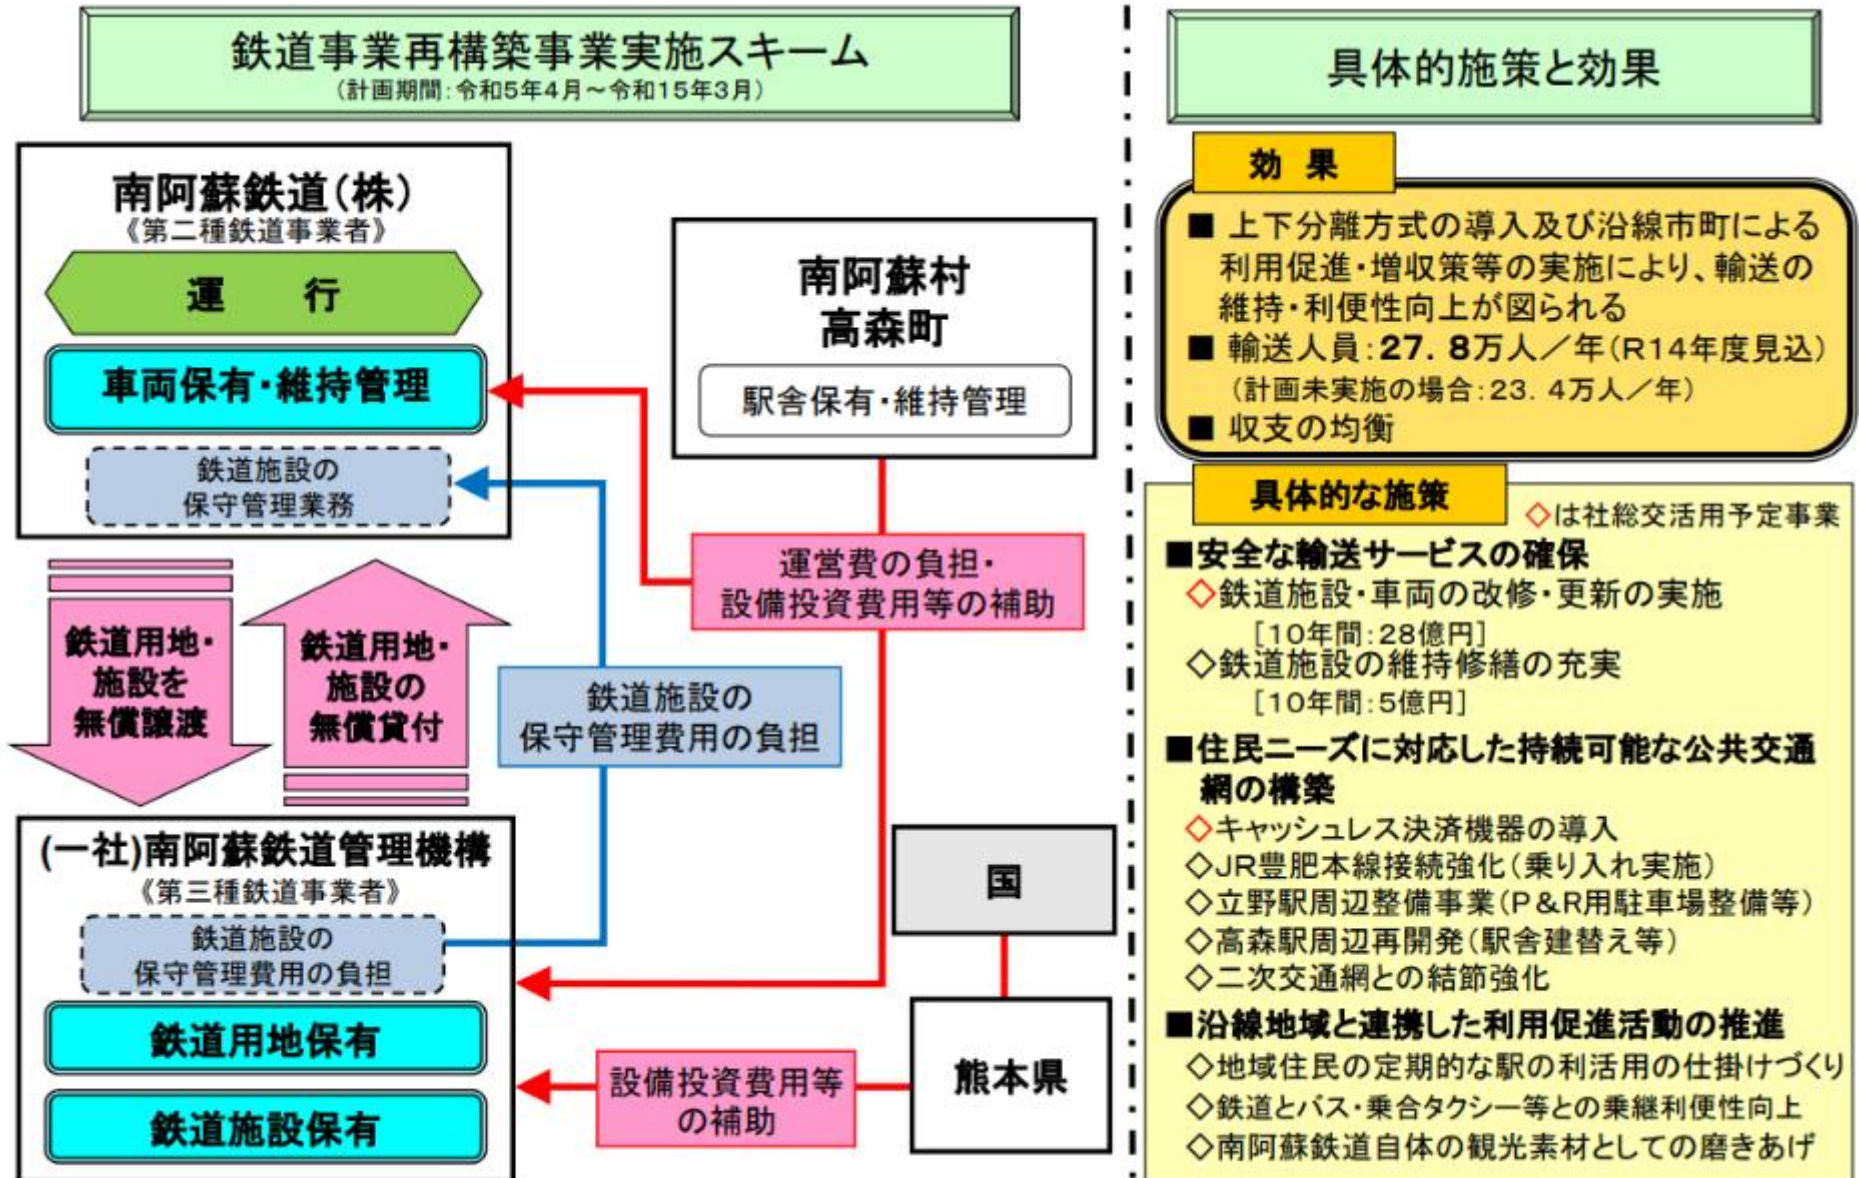 鉄道事業再構築事業実施スキーム
（計画期間：令和5年4月～令和15年3月）
南阿蘇鉄道（株）
《第二種鉄道事業者》
運　行
車両保有・維持管理
鉄道施設の
保守管理業務
鉄道用地・
施設を
無償譲渡
鉄道用地・
施設の
無償貸付
(一社)南阿蘇鉄道管理機構
《第三種鉄道事業者》
鉄道施設の
保守管理費用の負担
鉄道用地保有
鉄道施設保有
南阿蘇村
高森町
駅舎保有・維持管理
運営費の負担・
設備投資費用等の補助
鉄道施設の
保守管理費用の負担
国
熊本県
設備投資費用等
の補助
具体的施策と効果
効 果
■ 上下分離方式の導入及び沿線市町による
利用促進・増収策等の実施により、輸送の
維持・利便性向上が図られる
■ 輸送人員：27．8万人／年（R14年度見込）
（計画未実施の場合：23．4万人／年）
■ 収支の均衡
具体的な施策
◇は社総交活用予定事業
■安全な輸送サービスの確保
◇鉄道施設・車両の改修・更新の実施
［10年間：28億円］
◇鉄道施設の維持修繕の充実
［10年間：5億円］
■住民ニーズに対応した持続可能な公共交通
網の構築
◇キャッシュレス決済機器の導入
◇JR豊肥本線接続強化（乗り入れ実施）
◇立野駅周辺整備事業（P＆R用駐車場整備等）
◇高森駅周辺再開発（駅舎建替え等）
◇二次交通網との結節強化
■沿線地域と連携した利用促進活動の推進
◇地域住民の定期的な駅の利活用の仕掛けづくり
◇鉄道とバス・乗合タクシー等との乗継利便性向上
◇南阿蘇鉄道自体の観光素材としての磨きあげ